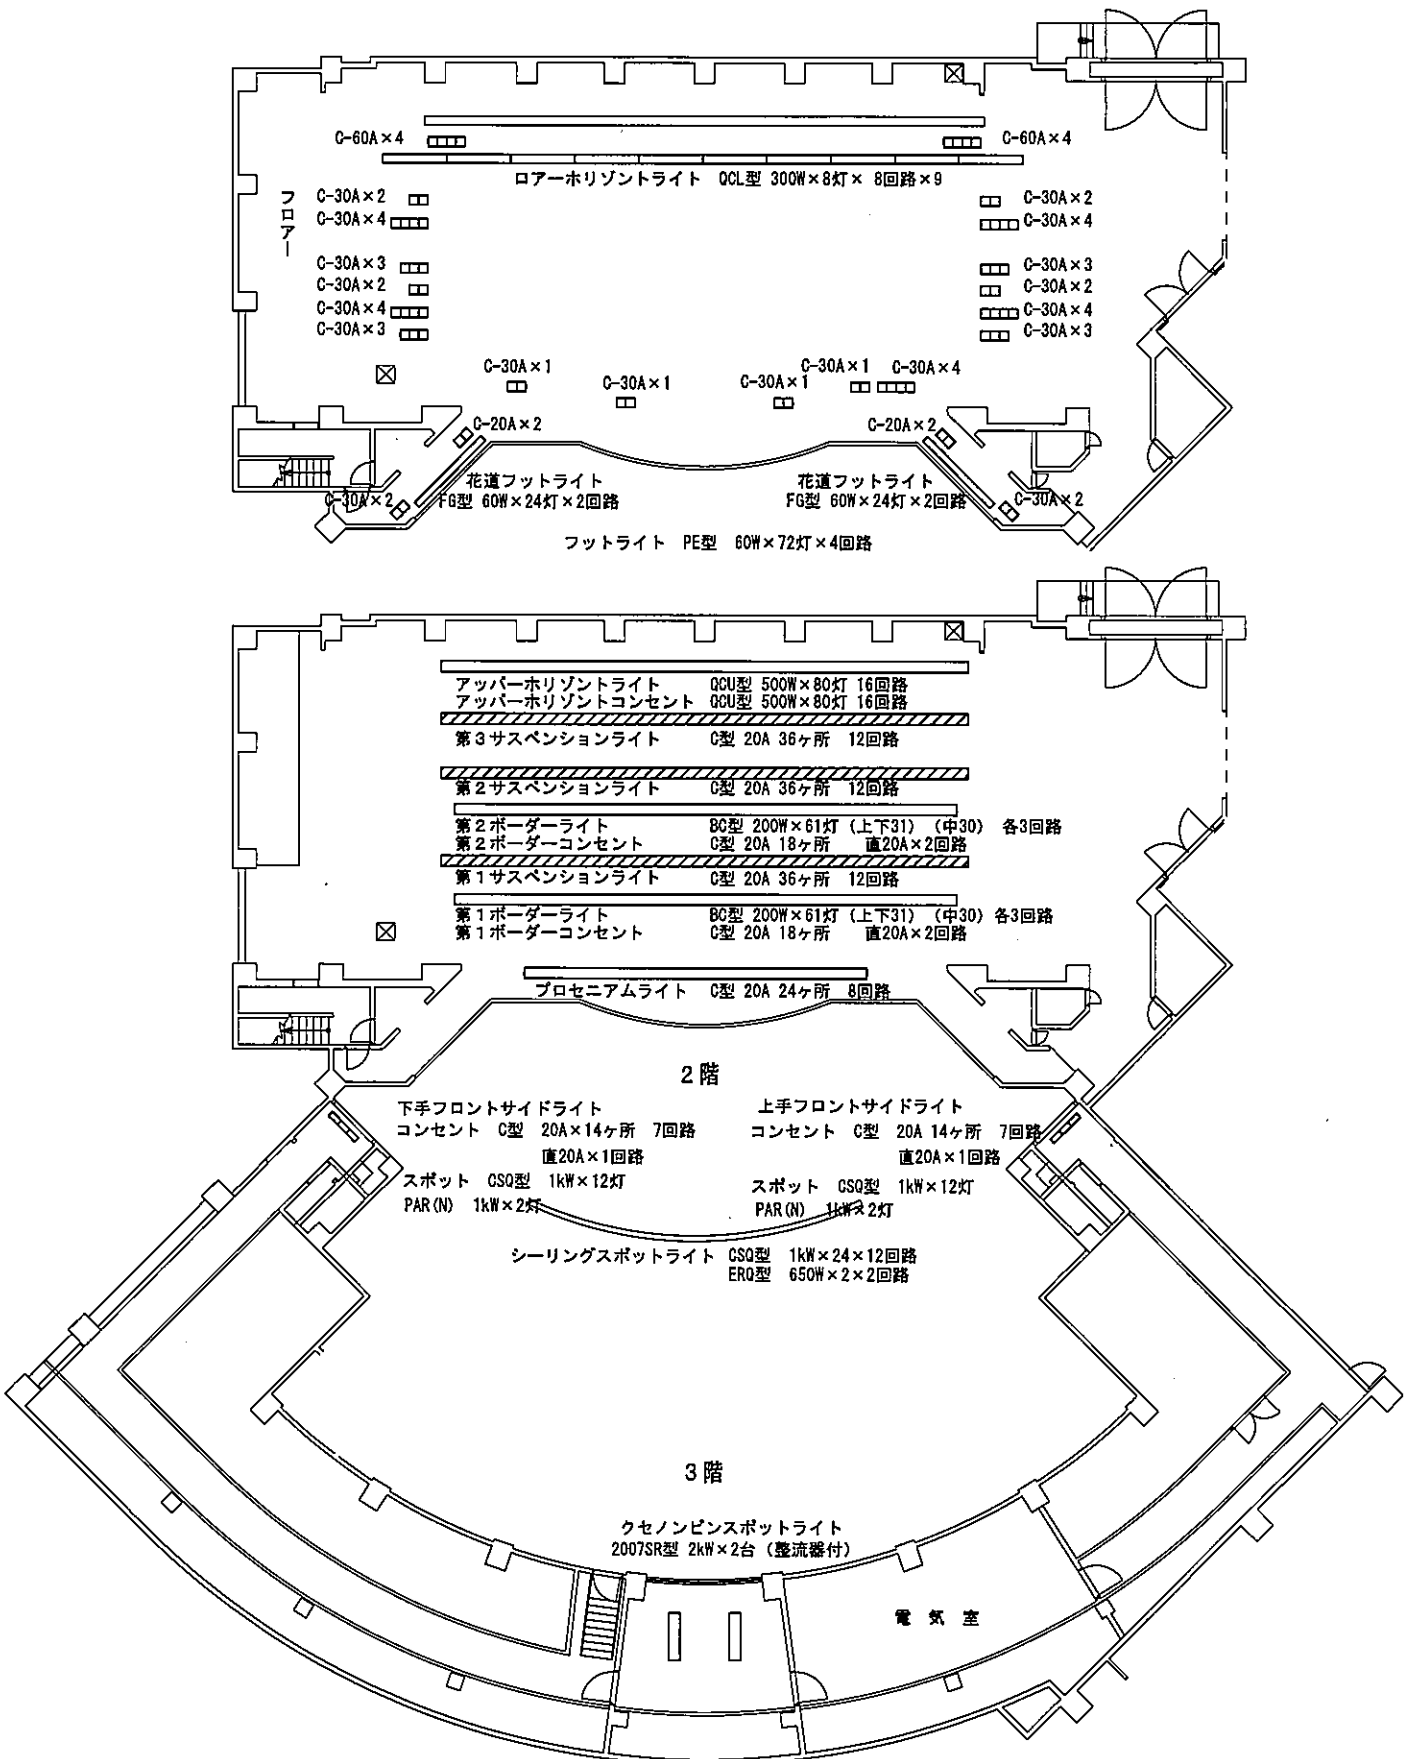 C-60A×4
C-60A×4
ロアーホリゾントライト QCL型 300W×8灯× 8回路×9
フロアー
C-30A×2
C-30A×4
C-30A×3
C-30A×2
C-30A×4
C-30A×3
C-30A×2
C-30A×4
C-30A×3
C-30A×2
C-30A×4
C-30A×3
C-30A×1
C-30A×1
C-30A×1
C-30A×1
C-30A×4
C-20A×2
C-20A×2
花道フットライト
FG型 60W×24灯×2回路
花道フットライト
FG型 60W×24灯×2回路
C-30A×2
C-30A×2
フットライト PE型 60W×72灯×4回路
アッパーホリゾントライト QCU型 500W×80灯 16回路
アッパーホリゾントコンセント QCU型 500W×80灯 16回路
第3サスペンションライト C型 20A 36ヶ所 12回路
第2サスペンションライト C型 20A 36ヶ所 12回路
第2ボーダーライト BC型 200W×61灯 (上下31) (中30) 各3回路
第2ボーダーコンセント C型 20A 18ヶ所 直20A×2回路
第1サスペンションライト C型 20A 36ヶ所 12回路
第1ボーダーライト BC型 200W×61灯 (上下31) (中30) 各3回路
第1ボーダーコンセント C型 20A 18ヶ所 直20A×2回路
プロセニアムライト C型 20A 24ヶ所 8回路
2階
下手フロントサイドライト
コンセント C型 20A×14ヶ所 7回路
直20A×1回路
スポット CSQ型 1kW×12灯
PAR(N) 1kW×2灯
上手フロントサイドライト
コンセント C型 20A 14ヶ所 7回路
直20A×1回路
スポット CSQ型 1kW×12灯
PAR(N) 1kW×2灯
シーリングスポットライト CSQ型 1kW×24×12回路
ERQ型 650W×2×2回路
3階
クセノンピンスポットライト
2007SR型 2kW×2台 (整流器付)
電気室